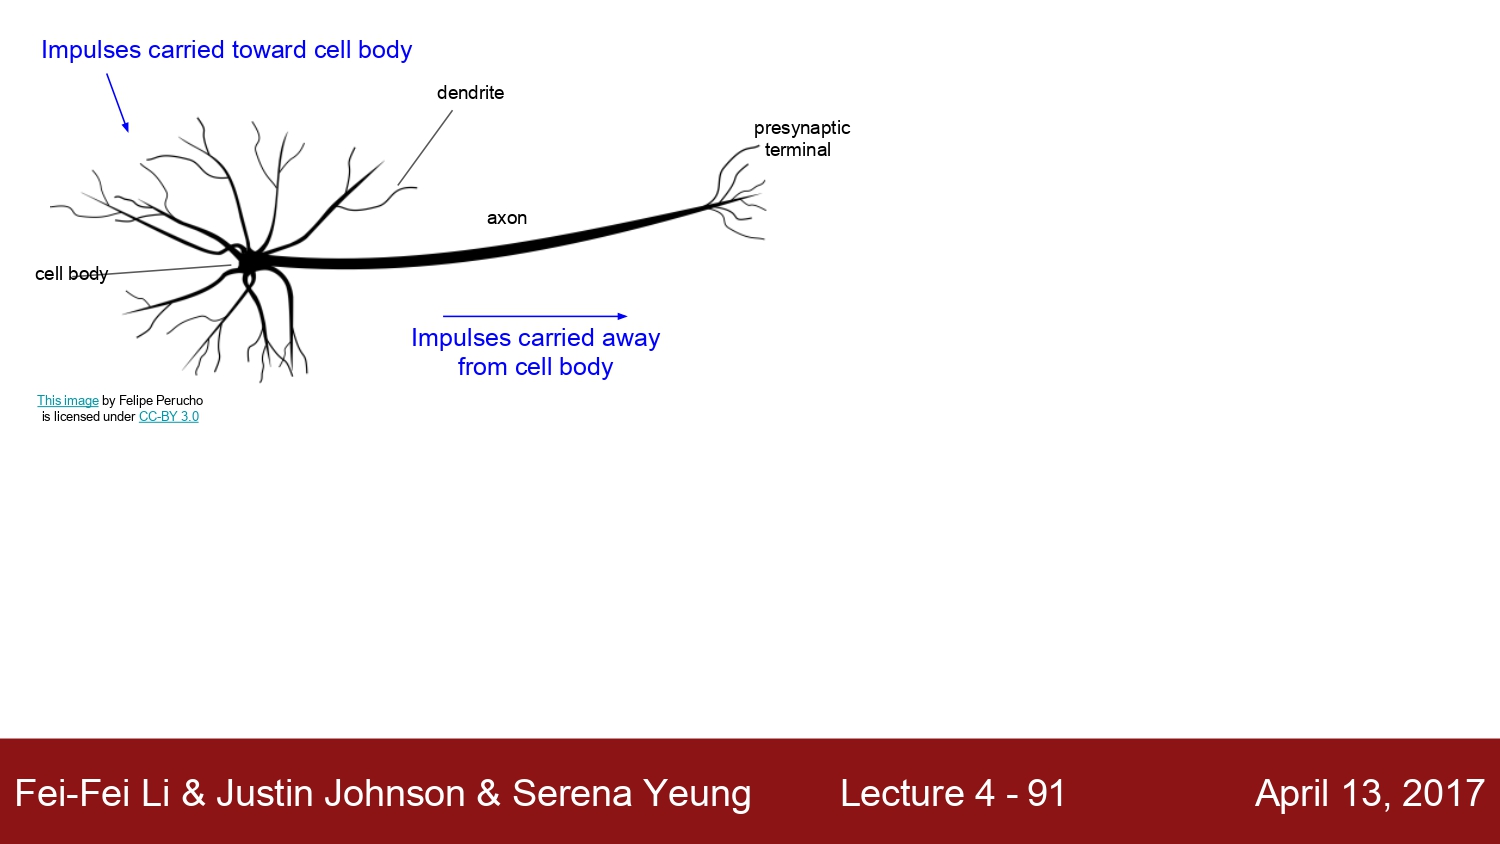 Impulses carried toward cell body
dendrite
presynaptic
terminal
axon
cell body
Impulses carried away
from cell body
This image by Felipe Perucho
is licensed under CC-BY 3.0
Fei-Fei Li & Justin Johnson & Serena Yeung
Lecture 4 - 91
April 13, 2017